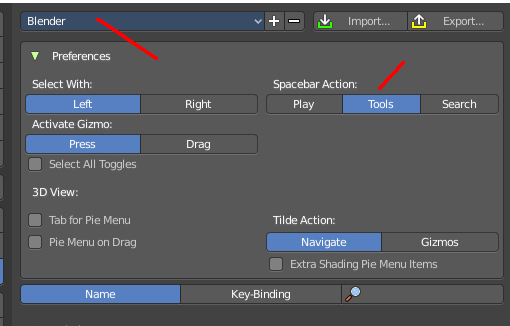 Blender Import... Export...
Preferences
Select With: Spacebar Action:
Left Right Play Tools Search
Activate Gizmo:
Press Drag
Select All Toggles
3D View:
Tab for Pie Menu Tilde Action:
Pie Menu on Drag Navigate Gizmos
Extra Shading Pie Menu Items
Name Key-Binding